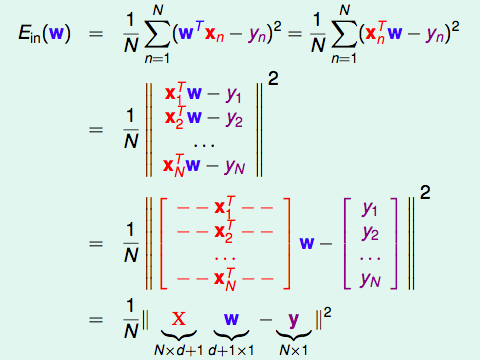 E_in(w) = 1/N ∑_{n=1}^{N} (w^T x_n − y_n)² = 1/N ∑_{n=1}^{N} (x_n^T w − y_n)²
= 1/N ‖ x_1^T w − y_1
x_2^T w − y_2
...
x_N^T w − y_N ‖²
= 1/N ‖ [ − − x_1^T − −
− − x_2^T − −
...
− − x_N^T − − ] w − [ y_1
y_2
...
y_N ] ‖²
= 1/N ‖ X w − y ‖²
N×d+1 d+1×1 N×1